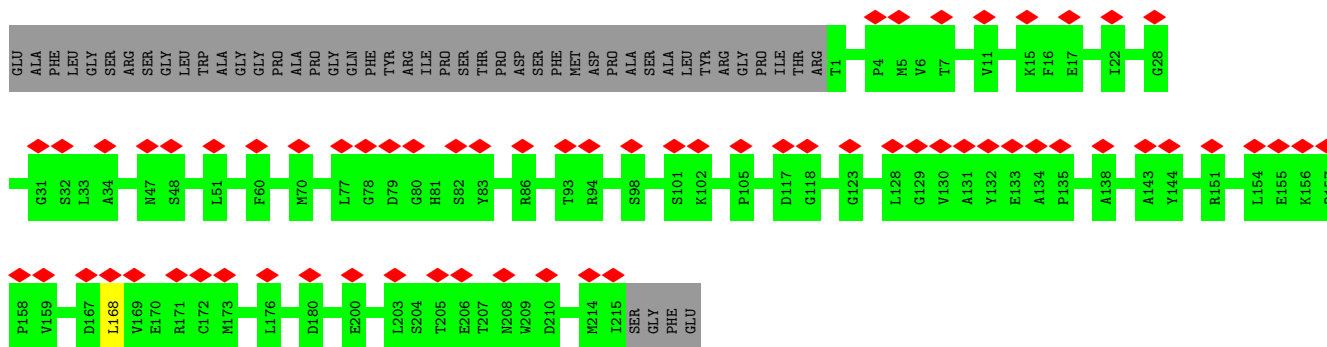 GLU ALA PHE LEU GLY SER ARG SER GLY LEU TRP ALA GLY GLY PRO ALA PRO GLY GLN PHE TYR ARG ILE PRO SER THR PRO ASP SER PHE MET ASP PRO ALA SER ALA LEU TYR ARG GLY PRO ILE THR ARG T1 P4 M5 V6 T7 V11 K15 F16 E17 I22 G28
G31 S32 L33 A34 N47 S48 L51 F60 M70 L77 G78 D79 G80 H81 S82 Y83 R86 T93 R94 S98 S101 K102 P105 D117 G118 G123 L128 G129 V130 A131 Y132 E133 A134 P135 A138 A143 Y144 R151 L154 E155 K156
P158 V159 D167 L168 V169 E170 R171 C172 M173 L176 D180 E200 L203 S204 T205 E206 T207 N208 W209 D210 M214 I215 SER GLY PHE GLU